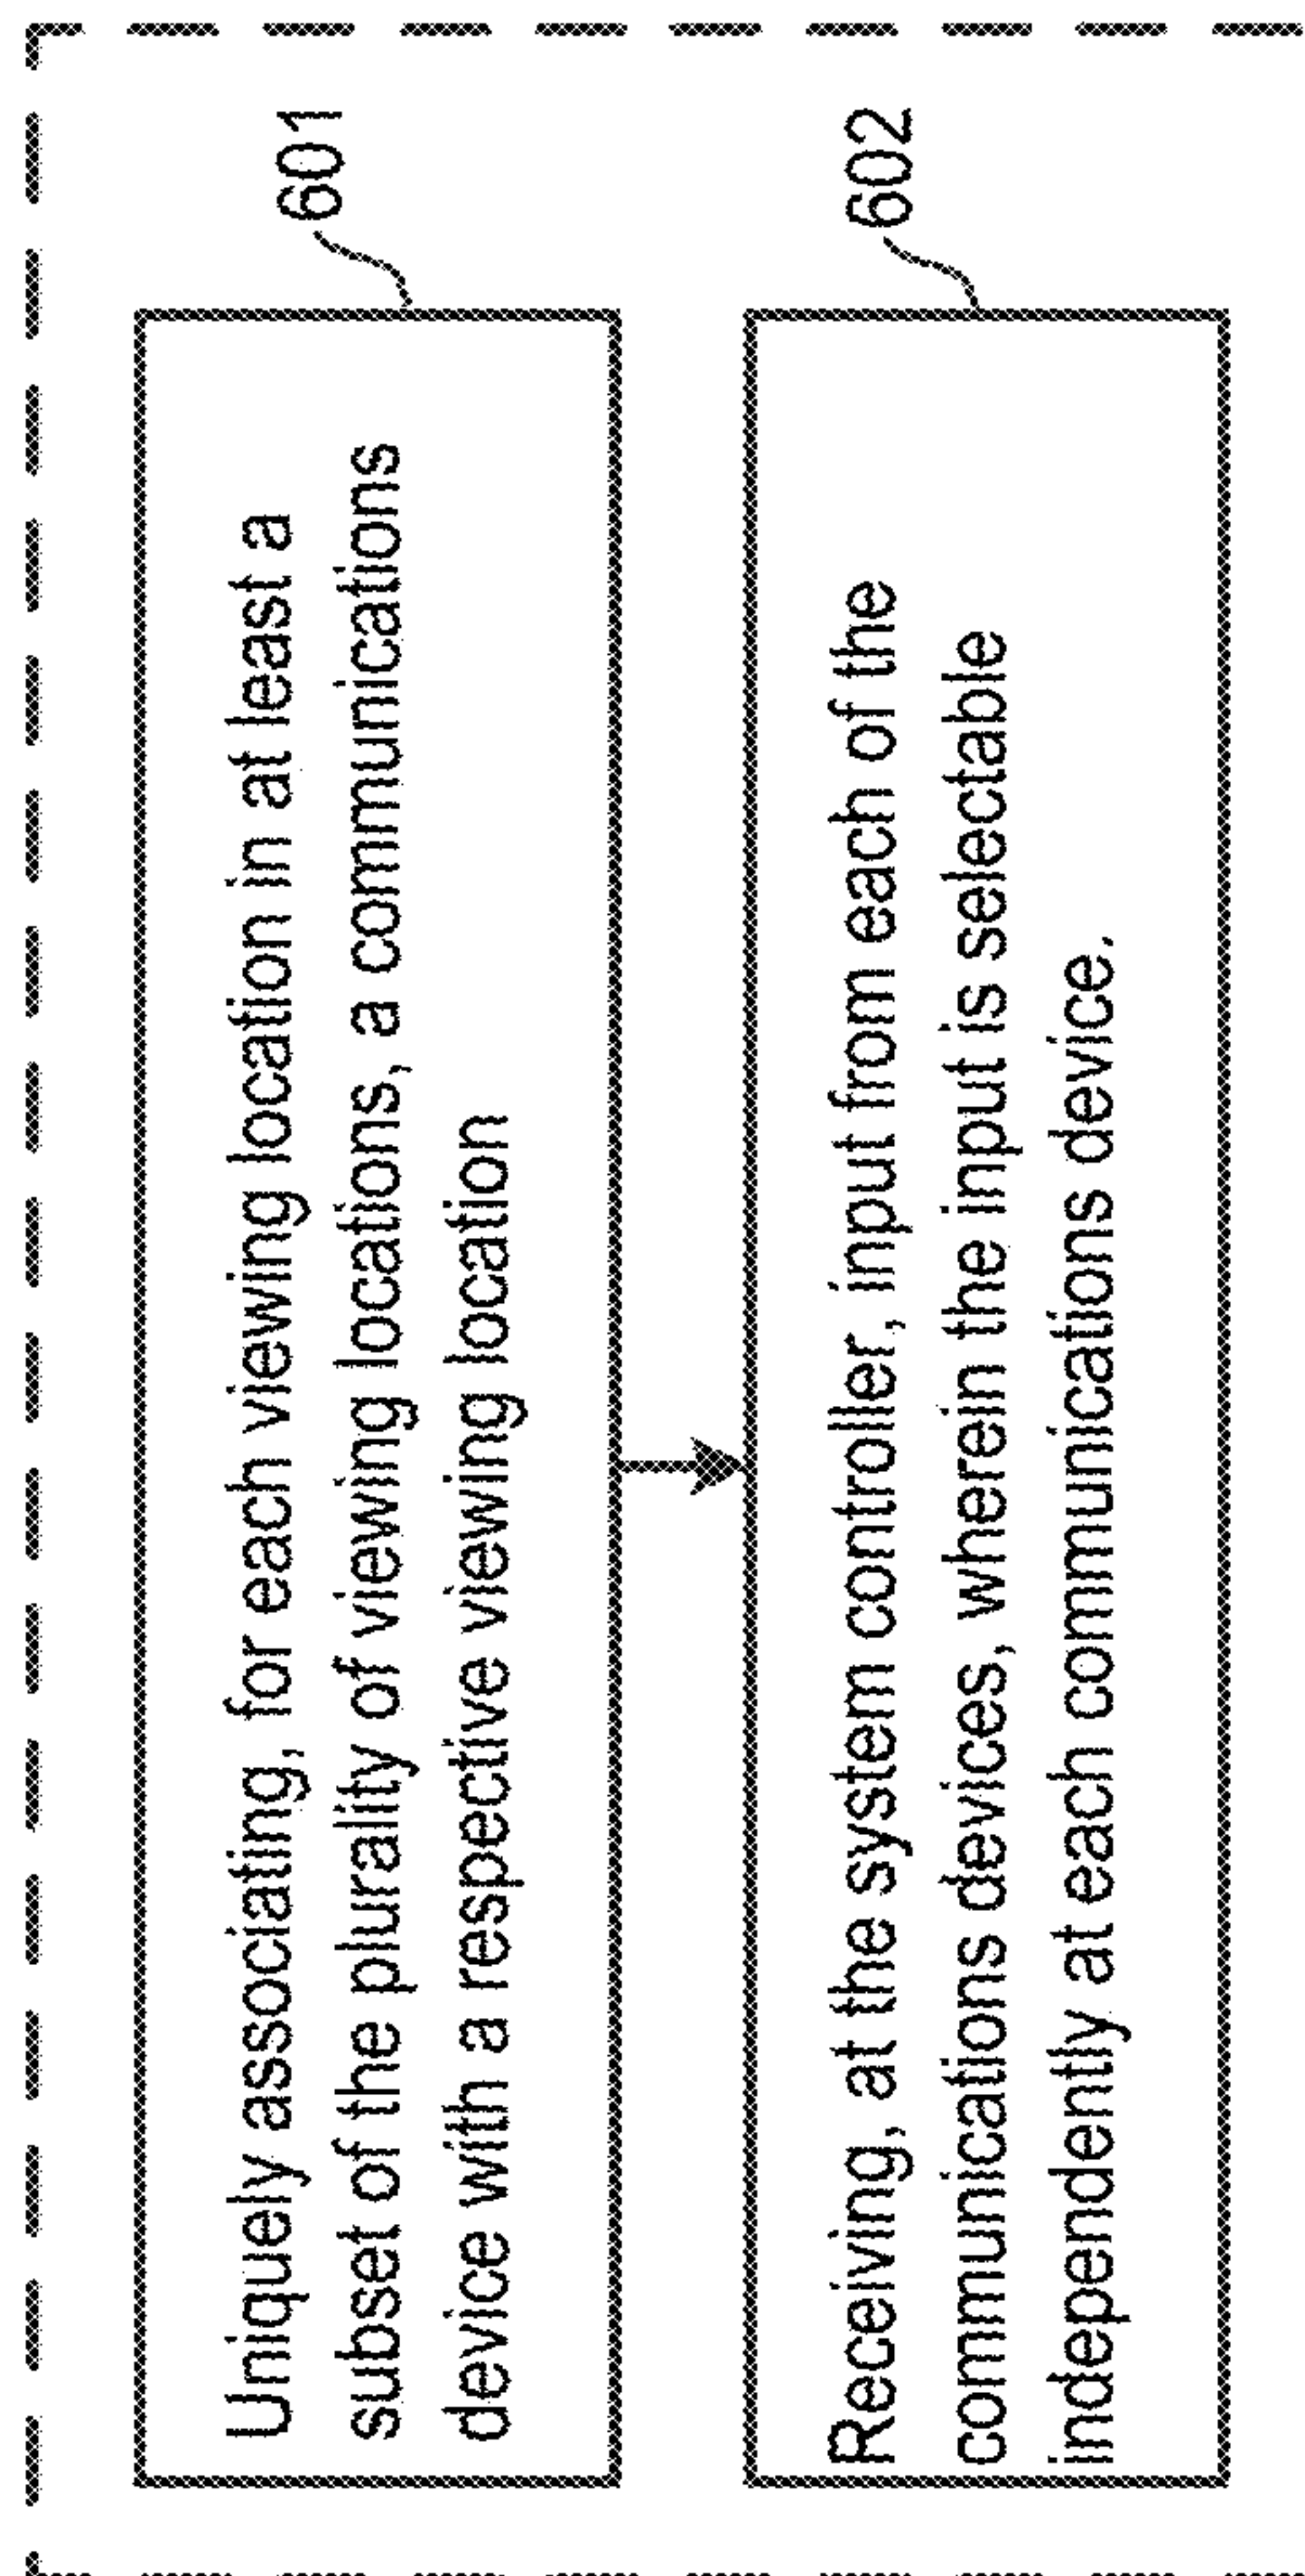 601
Uniquely associating, for each viewing location in at least a
subset of the plurality of viewing locations, a communications
device with a respective viewing location
602
Receiving, at the system controller, input from each of the
communications devices, wherein the input is selectable
independently at each communications device.